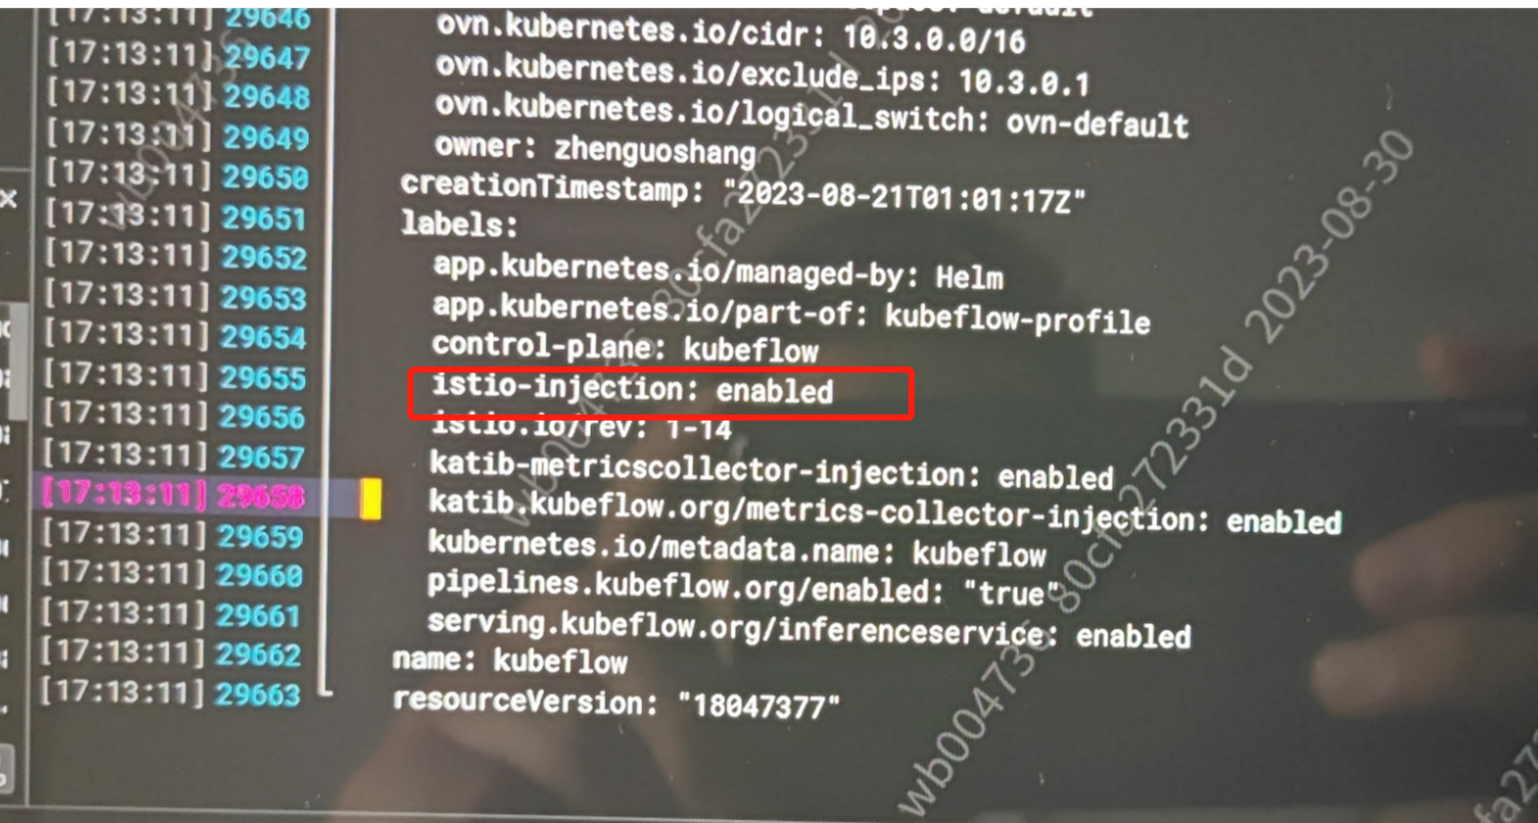 [17:13:11] 29646 default
[17:13:11] 29647 ovn.kubernetes.io/cidr: 10.3.0.0/16
[17:13:11] 29648 ovn.kubernetes.io/exclude_ips: 10.3.0.1
[17:13:11] 29649 ovn.kubernetes.io/logical_switch: ovn-default
[17:13:11] 29650 owner: zhenguoshang
[17:13:11] 29651 creationTimestamp: "2023-08-21T01:01:17Z"
[17:13:11] 29652 labels:
[17:13:11] 29653 app.kubernetes.io/managed-by: Helm
[17:13:11] 29654 app.kubernetes.io/part-of: kubeflow-profile
[17:13:11] 29655 control-plane: kubeflow
[17:13:11] 29656 istio-injection: enabled
[17:13:11] 29657 istio.io/rev: 1-14
[17:13:11] 29658 katib-metricscollector-injection: enabled
[17:13:11] 29659 katib.kubeflow.org/metrics-collector-injection: enabled
[17:13:11] 29660 kubernetes.io/metadata.name: kubeflow
[17:13:11] 29661 pipelines.kubeflow.org/enabled: "true"
[17:13:11] 29662 serving.kubeflow.org/inferenceservice: enabled
[17:13:11] 29663 name: kubeflow
resourceVersion: "18047377"
wb004736 80cfa272331d 2023-08-30